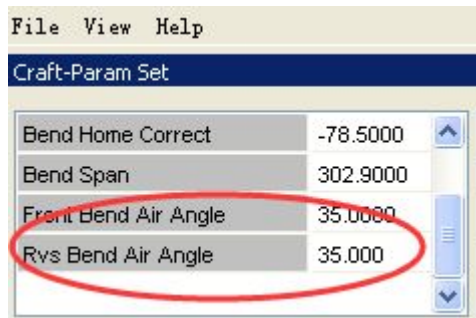 File View Help
Craft-Param Set
Bend Home Correct -78.5000
Bend Span 302.9000
Front Bend Air Angle 35.0000
Rvs Bend Air Angle 35.000